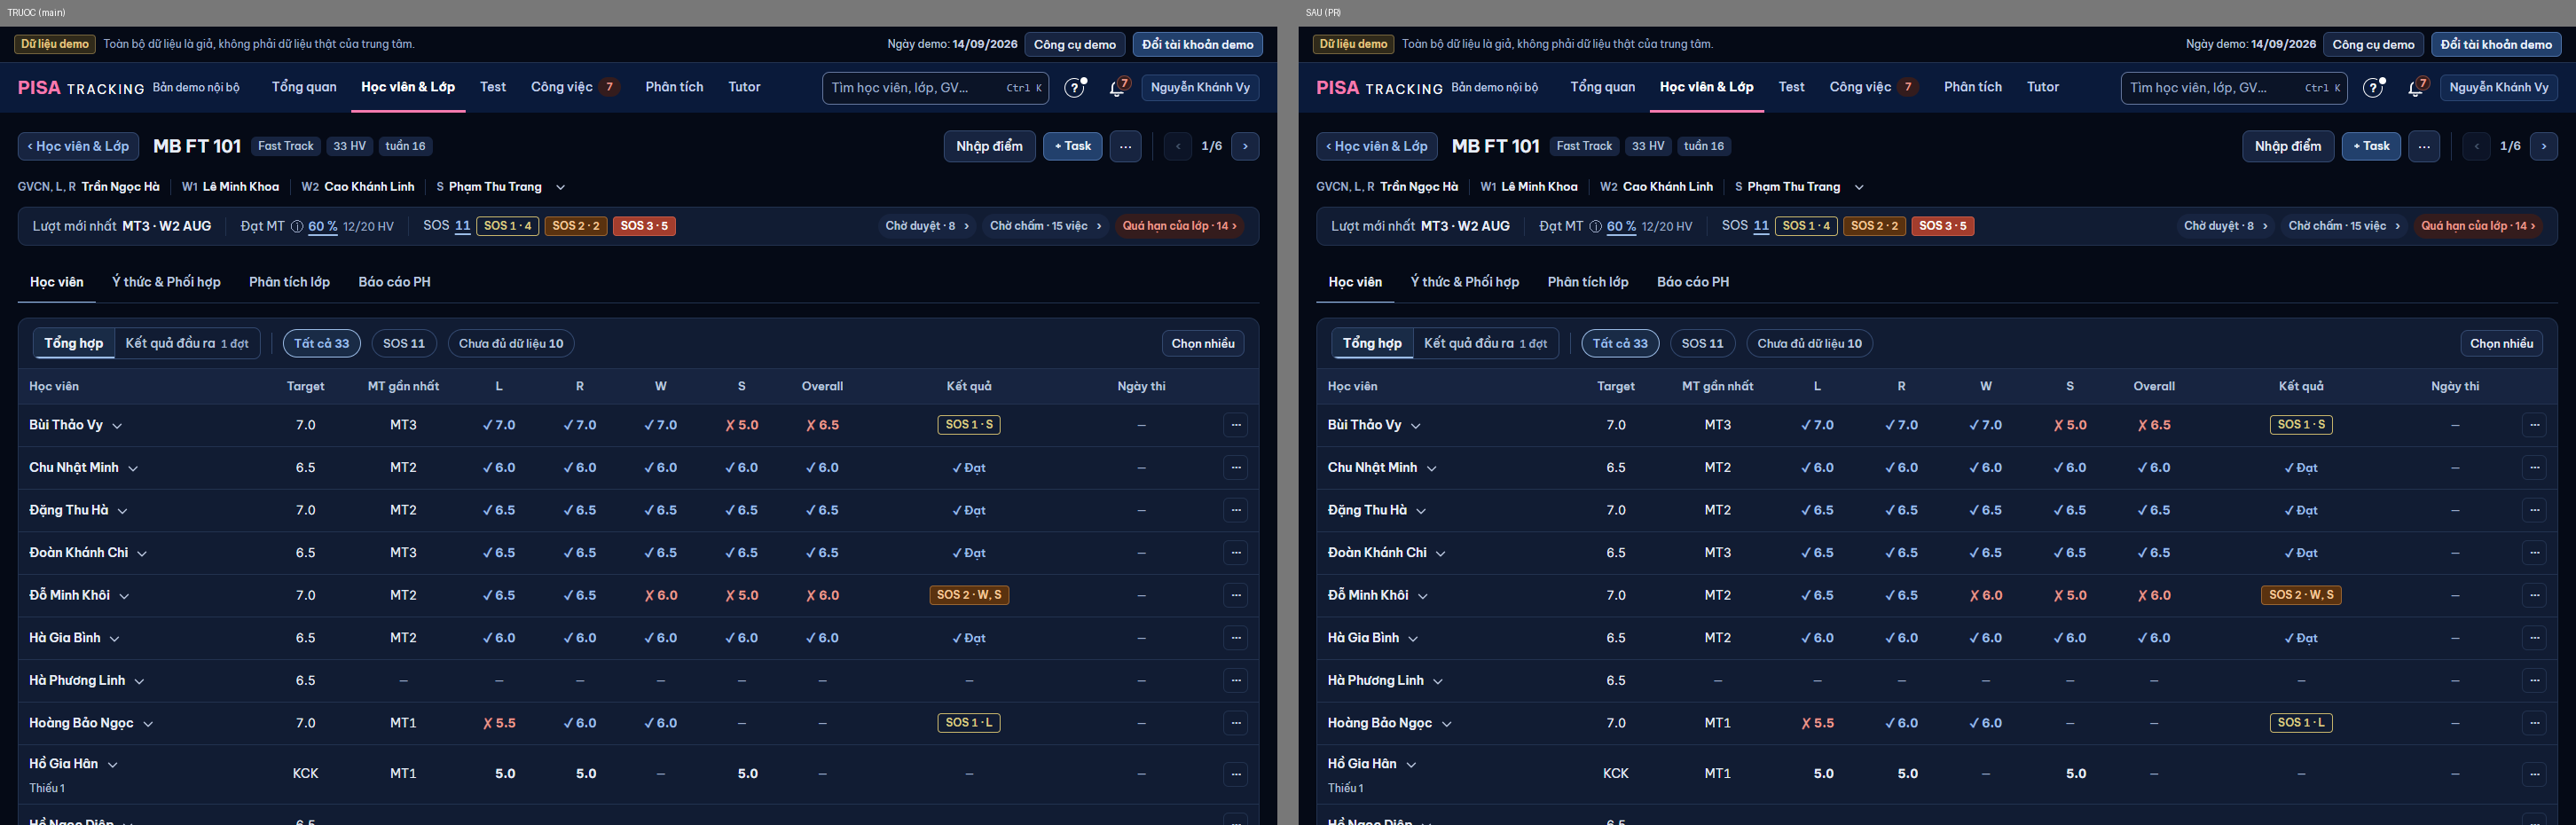 TRUOC (main)
Dữ liệu demo Toàn bộ dữ liệu là giả, không phải dữ liệu thật của trung tâm. Ngày demo: 14/09/2026 Công cụ demo Đổi tài khoản demo
PISA TRACKING Bản demo nội bộ Tổng quan Học viên & Lớp Test Công việc 7 Phân tích Tutor Tìm học viên, lớp, GV... Ctrl K ? 7 Nguyễn Khánh Vy
‹ Học viên & Lớp MB FT 101 Fast Track 33 HV tuần 16 Nhập điểm + Task ... ‹ 1/6 ›
GVCN, L, R Trần Ngọc Hà W1 Lê Minh Khoa W2 Cao Khánh Linh S Phạm Thu Trang
Lượt mới nhất MT3 · W2 AUG Đạt MT ⓘ 60 % 12/20 HV SOS 11 SOS 1 · 4 SOS 2 · 2 SOS 3 · 5 Chờ duyệt · 8 › Chờ chấm · 15 việc › Quá hạn của lớp · 14 ›
Học viên Ý thức & Phối hợp Phân tích lớp Báo cáo PH
Tổng hợp Kết quả đầu ra 1 đợt Tất cả 33 SOS 11 Chưa đủ dữ liệu 10 Chọn nhiều
Học viên Target MT gần nhất L R W S Overall Kết quả Ngày thi
Bùi Thảo Vy 7.0 MT3 ✓ 7.0 ✓ 7.0 ✓ 7.0 ✗ 5.0 ✗ 6.5 SOS 1 · S — ...
Chu Nhật Minh 6.5 MT2 ✓ 6.0 ✓ 6.0 ✓ 6.0 ✓ 6.0 ✓ 6.0 ✓ Đạt — ...
Đặng Thu Hà 7.0 MT2 ✓ 6.5 ✓ 6.5 ✓ 6.5 ✓ 6.5 ✓ 6.5 ✓ Đạt — ...
Đoàn Khánh Chi 6.5 MT3 ✓ 6.5 ✓ 6.5 ✓ 6.5 ✓ 6.5 ✓ 6.5 ✓ Đạt — ...
Đỗ Minh Khôi 7.0 MT2 ✓ 6.5 ✓ 6.5 ✗ 6.0 ✗ 5.0 ✗ 6.0 SOS 2 · W, S — ...
Hà Gia Bình 6.5 MT2 ✓ 6.0 ✓ 6.0 ✓ 6.0 ✓ 6.0 ✓ 6.0 ✓ Đạt — ...
Hà Phương Linh 6.5 — — — — — — — — ...
Hoàng Bảo Ngọc 7.0 MT1 ✗ 5.5 ✓ 6.0 ✓ 6.0 — — SOS 1 · L — ...
Hồ Gia Hân KCK MT1 5.0 5.0 — 5.0 — — — ...
Thiếu 1
Hồ Ngọc Diệp 6.5 ...
SAU (PR)
Dữ liệu demo Toàn bộ dữ liệu là giả, không phải dữ liệu thật của trung tâm. Ngày demo: 14/09/2026 Công cụ demo Đổi tài khoản demo
PISA TRACKING Bản demo nội bộ Tổng quan Học viên & Lớp Test Công việc 7 Phân tích Tutor Tìm học viên, lớp, GV... Ctrl K ? 7 Nguyễn Khánh Vy
‹ Học viên & Lớp MB FT 101 Fast Track 33 HV tuần 16 Nhập điểm + Task ... ‹ 1/6 ›
GVCN, L, R Trần Ngọc Hà W1 Lê Minh Khoa W2 Cao Khánh Linh S Phạm Thu Trang
Lượt mới nhất MT3 · W2 AUG Đạt MT ⓘ 60 % 12/20 HV SOS 11 SOS 1 · 4 SOS 2 · 2 SOS 3 · 5 Chờ duyệt · 8 › Chờ chấm · 15 việc › Quá hạn của lớp · 14 ›
Học viên Ý thức & Phối hợp Phân tích lớp Báo cáo PH
Tổng hợp Kết quả đầu ra 1 đợt Tất cả 33 SOS 11 Chưa đủ dữ liệu 10 Chọn nhiều
Học viên Target MT gần nhất L R W S Overall Kết quả Ngày thi
Bùi Thảo Vy 7.0 MT3 ✓ 7.0 ✓ 7.0 ✓ 7.0 ✗ 5.0 ✗ 6.5 SOS 1 · S — ...
Chu Nhật Minh 6.5 MT2 ✓ 6.0 ✓ 6.0 ✓ 6.0 ✓ 6.0 ✓ 6.0 ✓ Đạt — ...
Đặng Thu Hà 7.0 MT2 ✓ 6.5 ✓ 6.5 ✓ 6.5 ✓ 6.5 ✓ 6.5 ✓ Đạt — ...
Đoàn Khánh Chi 6.5 MT3 ✓ 6.5 ✓ 6.5 ✓ 6.5 ✓ 6.5 ✓ 6.5 ✓ Đạt — ...
Đỗ Minh Khôi 7.0 MT2 ✓ 6.5 ✓ 6.5 ✗ 6.0 ✗ 5.0 ✗ 6.0 SOS 2 · W, S — ...
Hà Gia Bình 6.5 MT2 ✓ 6.0 ✓ 6.0 ✓ 6.0 ✓ 6.0 ✓ 6.0 ✓ Đạt — ...
Hà Phương Linh 6.5 — — — — — — — — ...
Hoàng Bảo Ngọc 7.0 MT1 ✗ 5.5 ✓ 6.0 ✓ 6.0 — — SOS 1 · L — ...
Hồ Gia Hân KCK MT1 5.0 5.0 — 5.0 — — — ...
Thiếu 1
Hồ Ngọc Diệp 6.5 ...